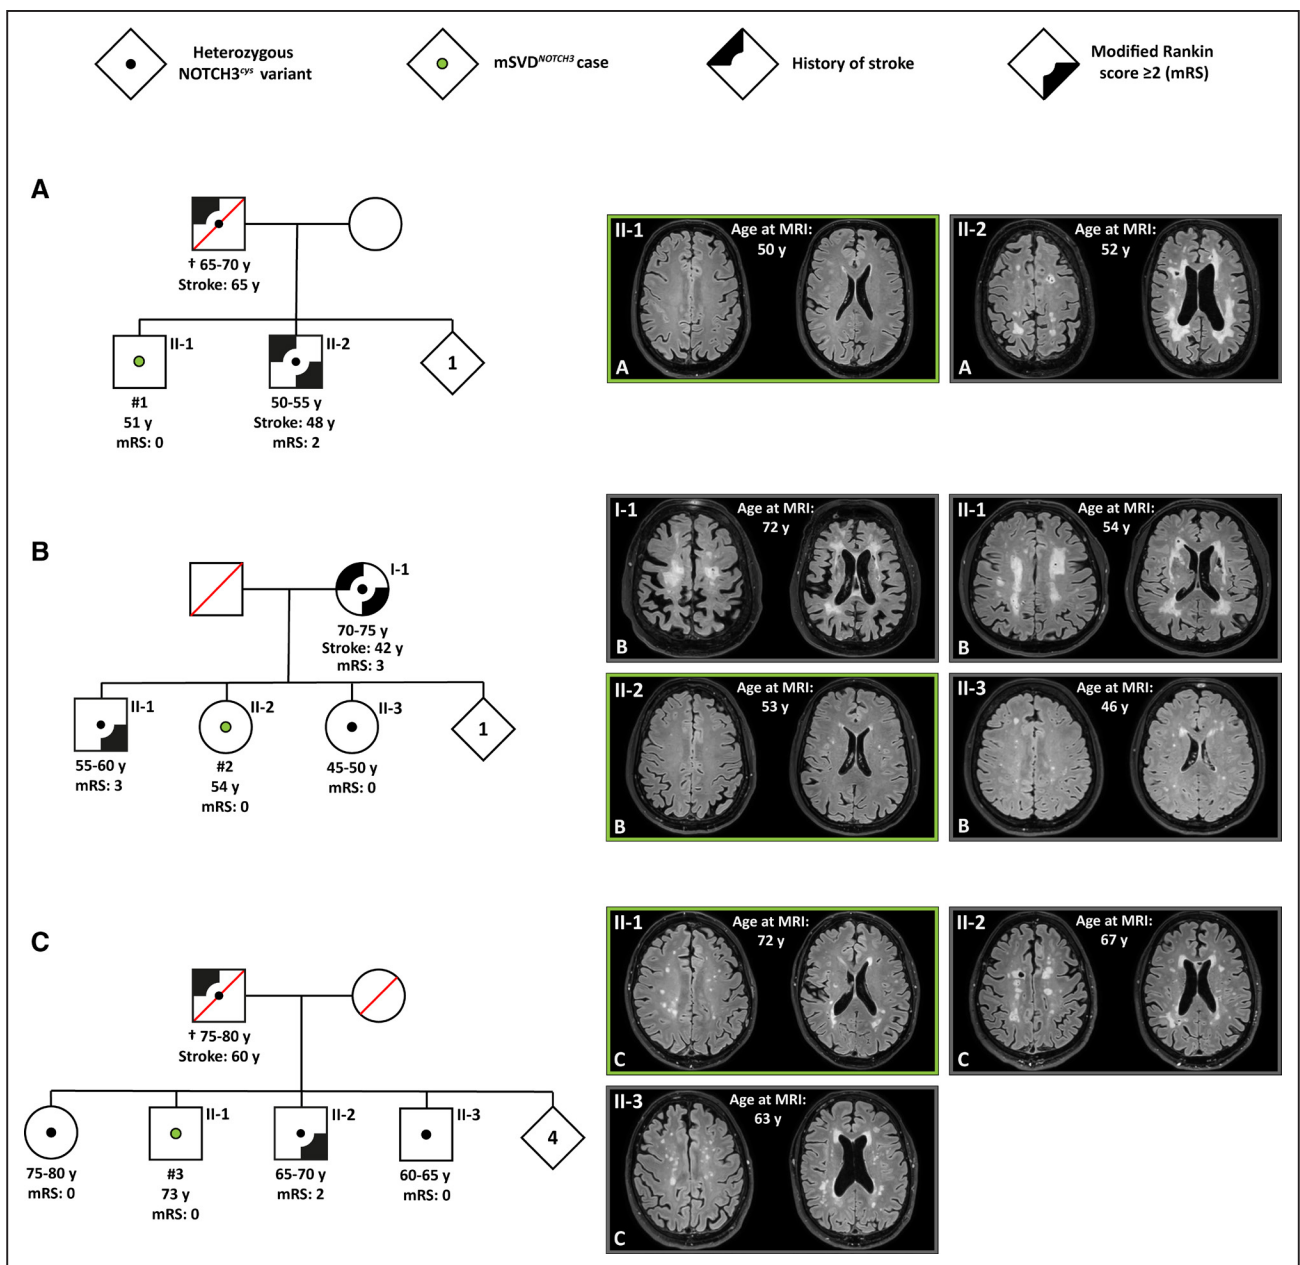 Heterozygous
NOTCH3cys variant
mSVDNOTCH3 case
History of stroke
Modified Rankin
score ≥2 (mRS)
A
† 65-70 y
Stroke: 65 y
II-1
II-2
1
#1
51 y
mRS: 0
50-55 y
Stroke: 48 y
mRS: 2
II-1
Age at MRI:
50 y
A
II-2
Age at MRI:
52 y
A
B
I-1
70-75 y
Stroke: 42 y
mRS: 3
II-1
II-2
II-3
1
55-60 y
mRS: 3
#2
54 y
mRS: 0
45-50 y
mRS: 0
I-1
Age at MRI:
72 y
B
II-1
Age at MRI:
54 y
II-2
Age at MRI:
53 y
B
II-3
Age at MRI:
46 y
B
C
† 75-80 y
Stroke: 60 y
II-1
II-2
II-3
4
75-80 y
mRS: 0
#3
73 y
mRS: 0
65-70 y
mRS: 2
60-65 y
mRS: 0
II-1
Age at MRI:
72 y
C
II-2
Age at MRI:
67 y
C
II-3
Age at MRI:
63 y
C
B